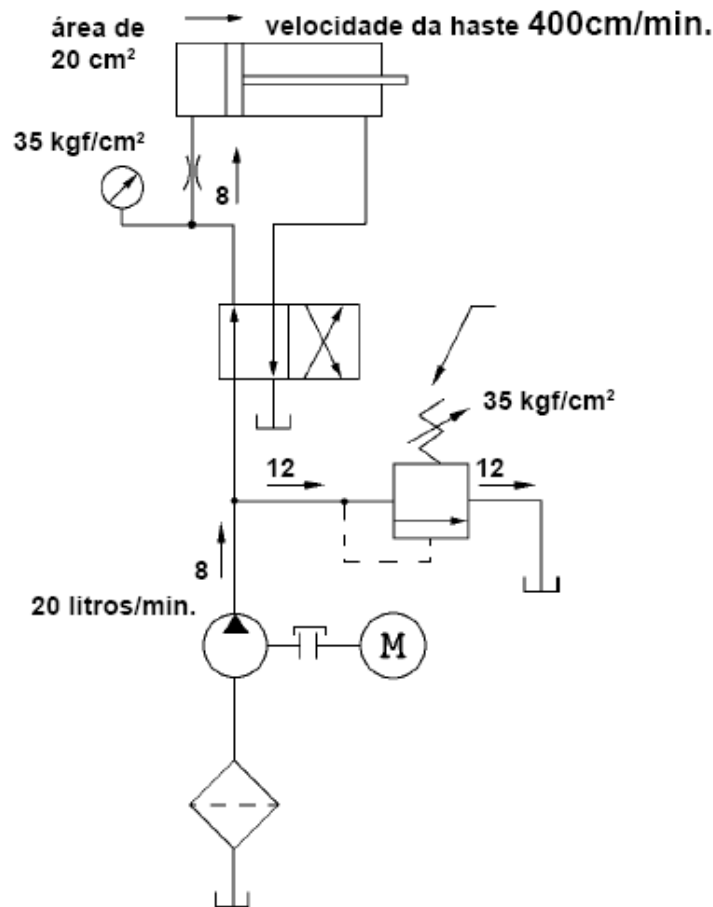 área de
20 cm²
velocidade da haste 400cm/min.
35 kgf/cm²
8
35 kgf/cm²
12
12
8
20 litros/min.
M